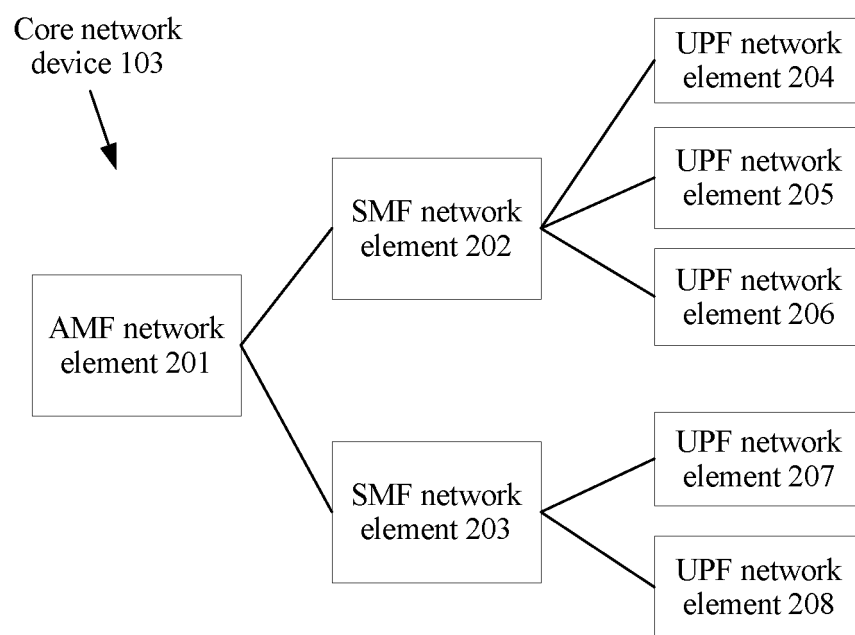 Core network
device 103
UPF network
element 204
UPF network
element 205
SMF network
element 202
UPF network
element 206
AMF network
element 201
UPF network
element 207
SMF network
element 203
UPF network
element 208